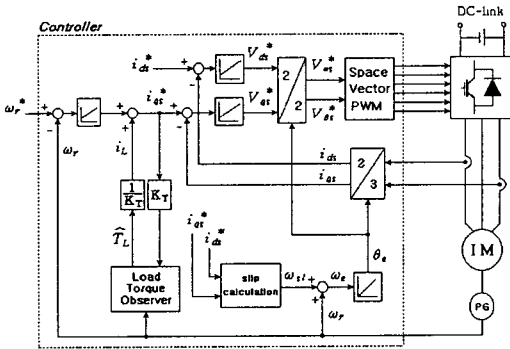 DC-link
Controller
i_ds*
V_ds*
V_αs*
ω_r*
i_qs*
V_qs*
2
2
V_βs*
Space
Vector
PWM
ω_r
i_L
i_ds
i_qs
2
3
1/K_T
K_T
T̂_L
i_qs*
i_ds*
θ_e
IM
Load
Torque
Observer
slip
calculation
ω_sl
ω_e
ω_r
PG